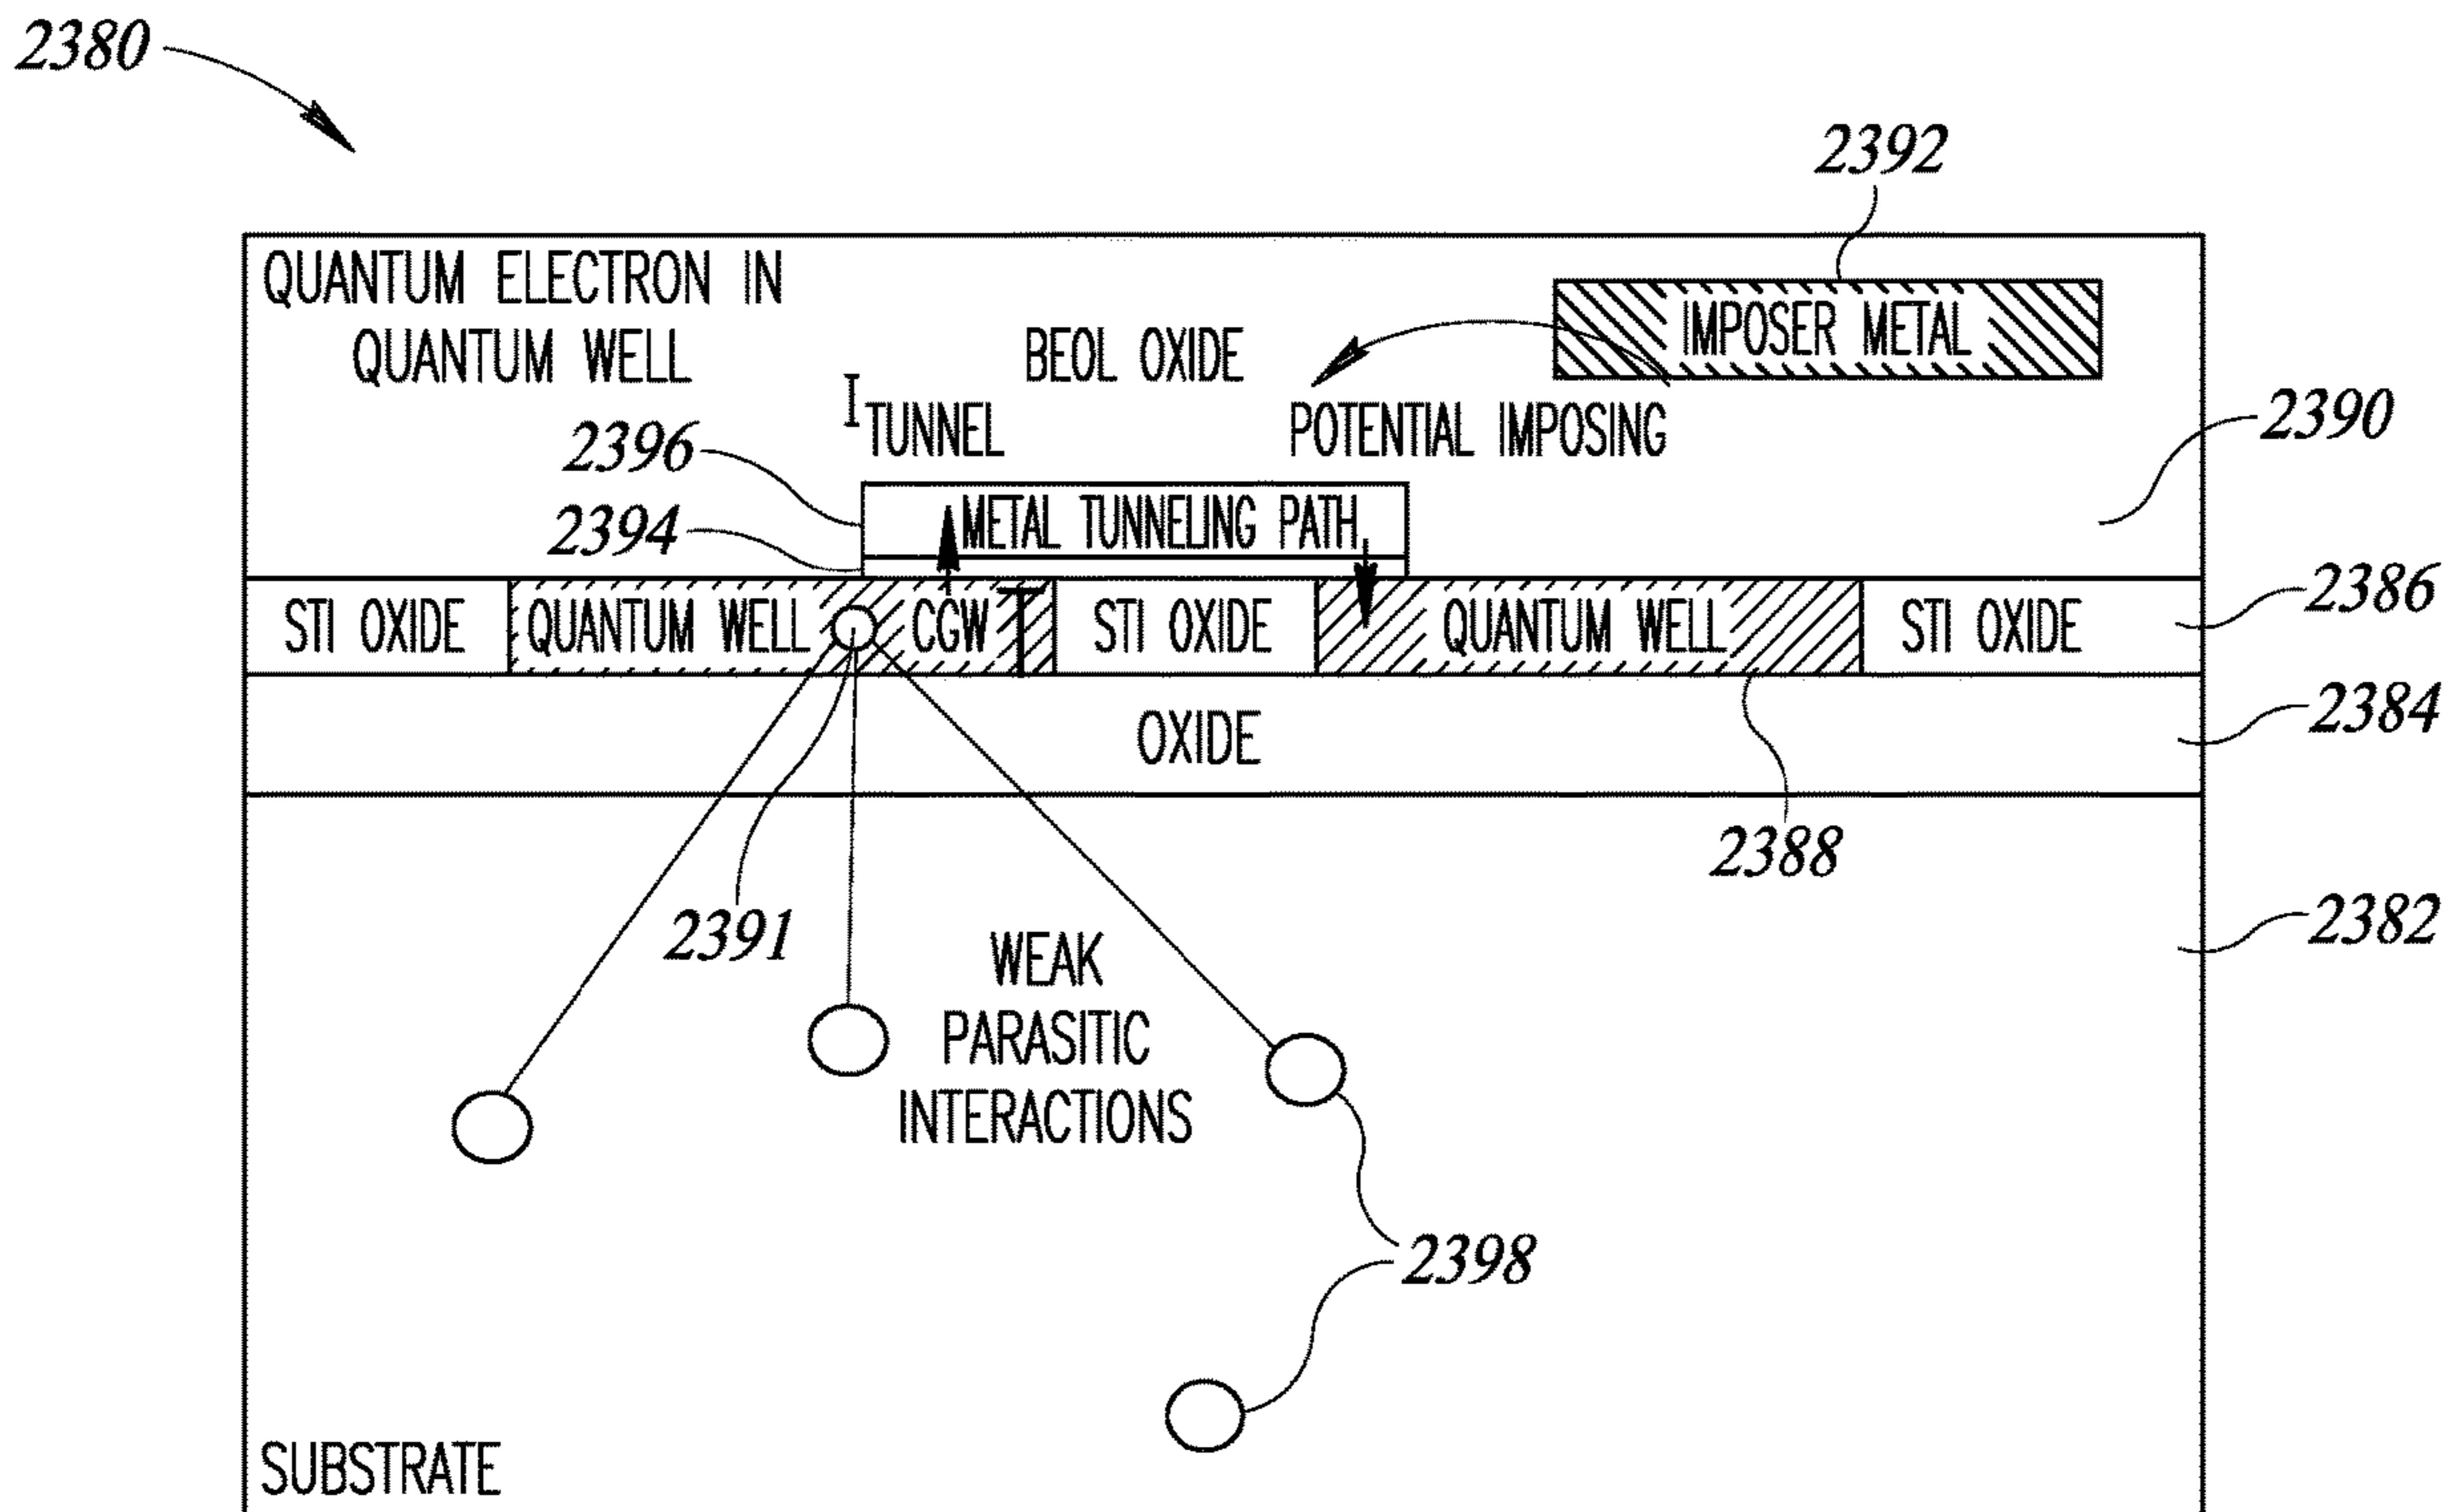 2380
2392
QUANTUM ELECTRON IN
QUANTUM WELL
IMPOSER METAL
BEOL OXIDE
I TUNNEL
POTENTIAL IMPOSING
2390
2396
2394
METAL TUNNELING PATH
STI OXIDE
QUANTUM WELL
CGW
STI OXIDE
QUANTUM WELL
STI OXIDE
2386
OXIDE
2384
2388
2391
2382
WEAK
PARASITIC
INTERACTIONS
2398
SUBSTRATE